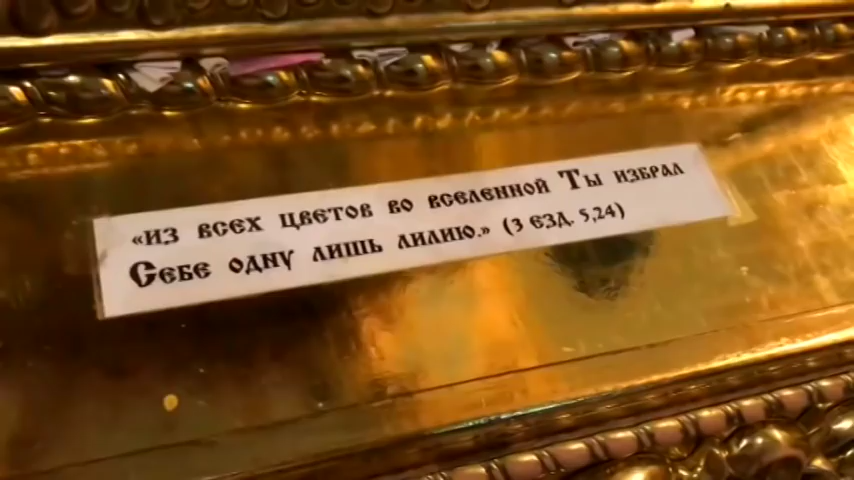 «из всех цветов во вселенной Ты избрал
Себе одну лишь лилию.» (3 езд. 5,24)